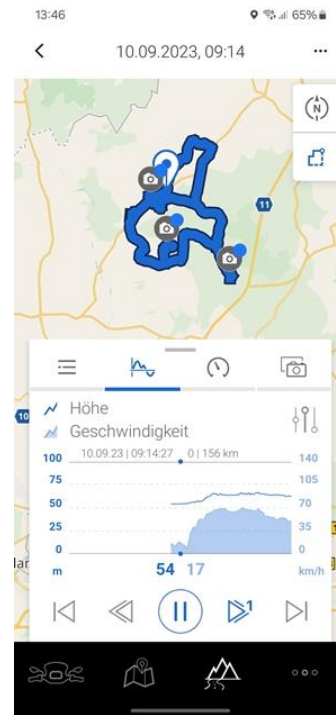 13:46
65%
10.09.2023, 09:14
N
11
10
Höhe
Geschwindigkeit
100 10.09.23 | 09:14:27 0 | 156 km 140
75 105
50 70
25 35
0 0
m 54 17 km/h
1